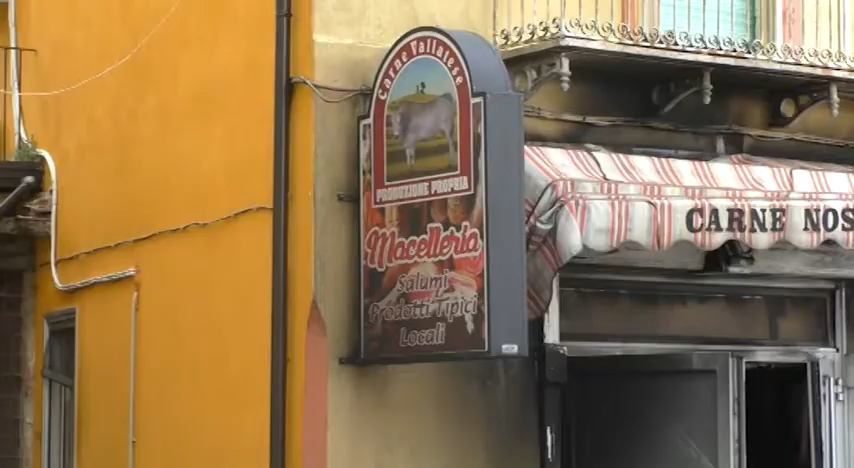 Carne Vallatese
PRODUZIONE PROPRIA
Macelleria
Salumi
Prodotti Tipici
Locali
CARNE NOS